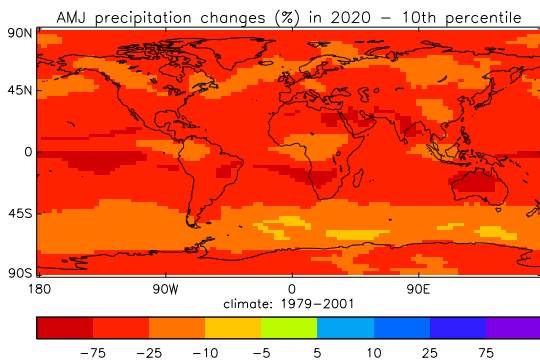 AMJ precipitation changes (%) in 2020 − 10th percentile
90N
45N
0
45S
90S
180 90W 0 90E
climate: 1979−2001
−75 −25 −10 −5 5 10 25 75